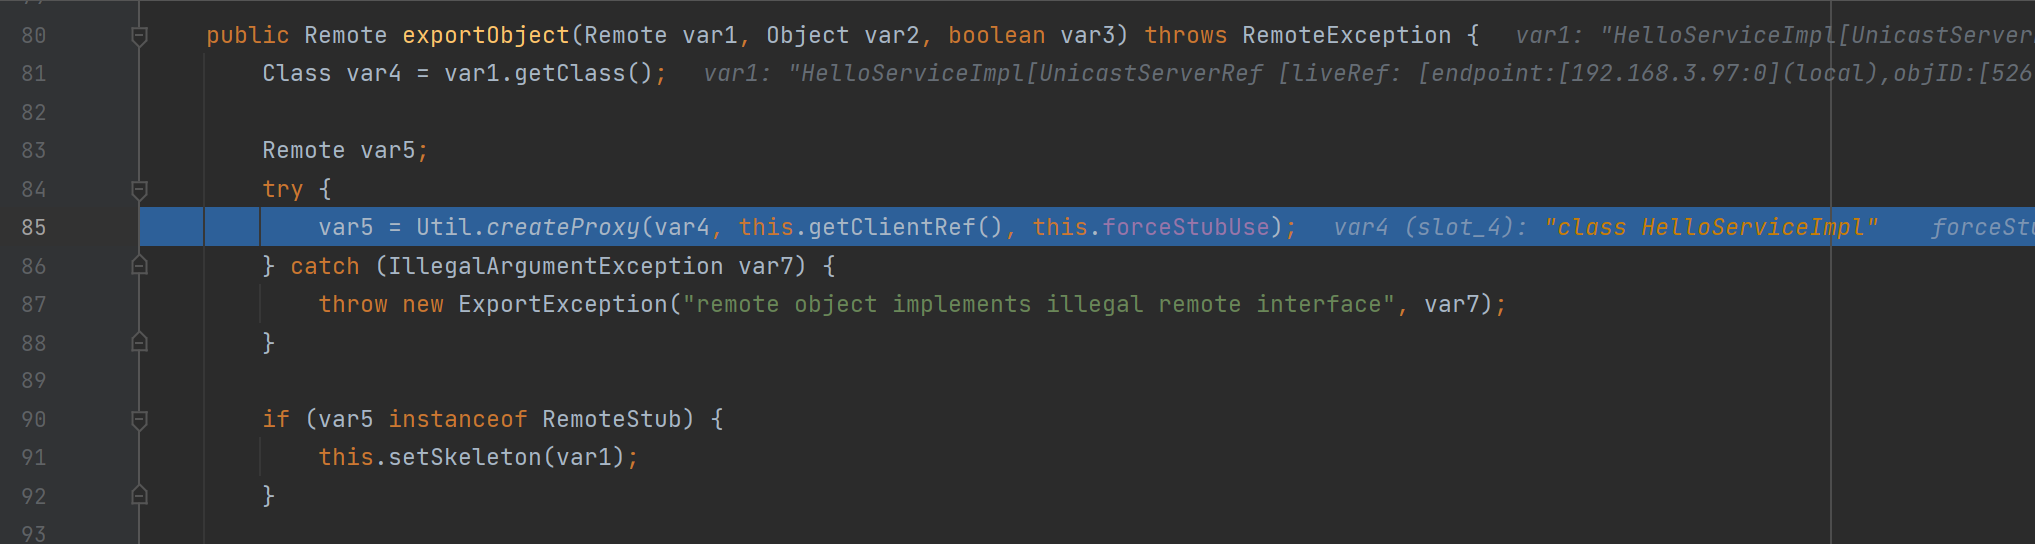 80 public Remote exportObject(Remote var1, Object var2, boolean var3) throws RemoteException { var1: "HelloServiceImpl[UnicastServer
81 Class var4 = var1.getClass(); var1: "HelloServiceImpl[UnicastServerRef [liveRef: [endpoint:[192.168.3.97:0](local),objID:[526
82
83 Remote var5;
84 try {
85 var5 = Util.createProxy(var4, this.getClientRef(), this.forceStubUse); var4 (slot_4): "class HelloServiceImpl" forceStu
86 } catch (IllegalArgumentException var7) {
87 throw new ExportException("remote object implements illegal remote interface", var7);
88 }
89
90 if (var5 instanceof RemoteStub) {
91 this.setSkeleton(var1);
92 }
93